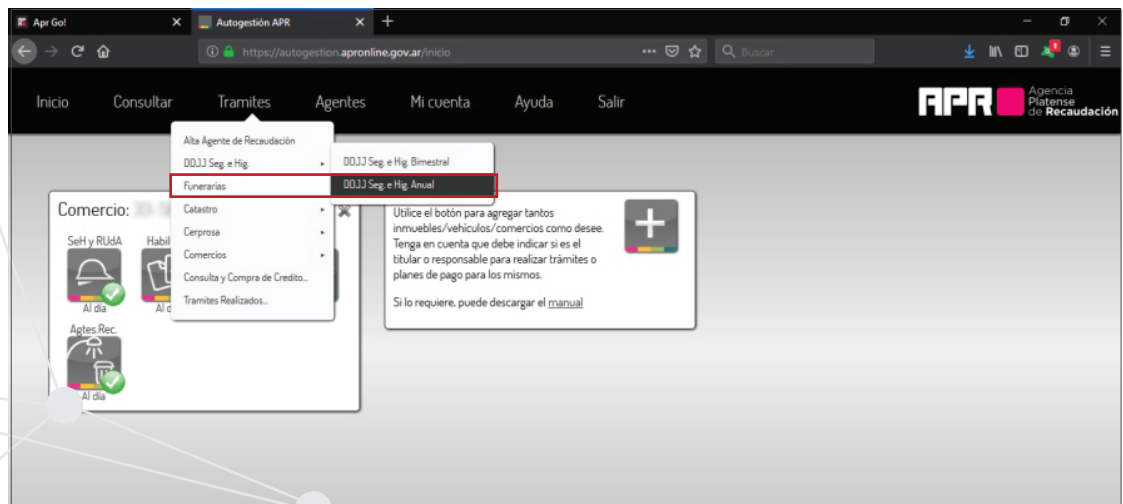 Apr Go!
Autogestión APR
https://autogestion.apronline.gov.ar/inicio
Buscar
1
Inicio Consultar Tramites Agentes Mi cuenta Ayuda Salir
APR
Agencia
Platense
de Recaudación
Alta Agente de Recaudación
DDJJ Seg. e Hig.
Funerarias
Catastro
Cerprosa
Comercios
Consulta y Compra de Credito...
Tramites Realizados...
DDJJ Seg. e Hig. Bimestral
DDJJ Seg. e Hig. Anual
Comercio:
SeH y RUdA
Habil
Al día
Al d
Agtes.Rec.
Al día
Utilice el botón para agregar tantos
inmuebles/vehículos/comercios como desee.
Tenga en cuenta que debe indicar si es el
titular o responsable para realizar trámites o
planes de pago para los mismos.
Si lo requiere, puede descargar el manual